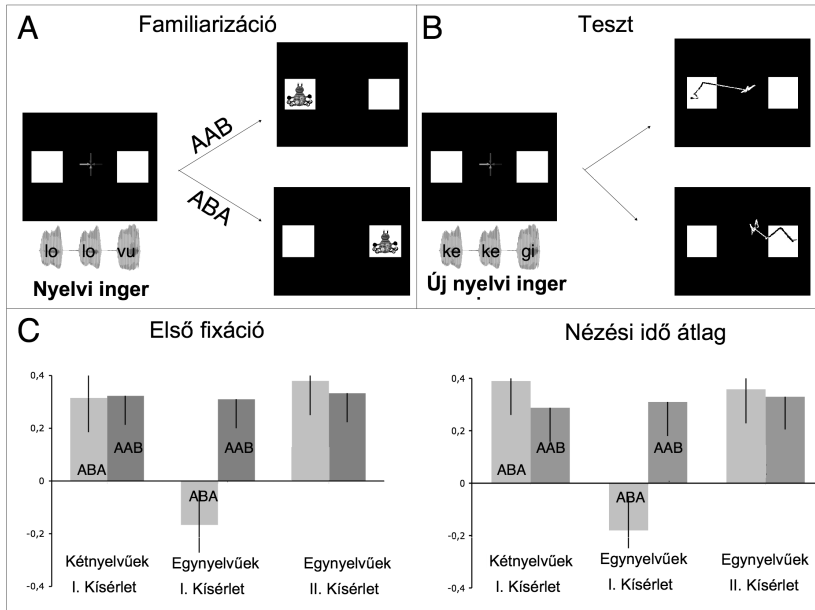 A
Familiarizáció
AAB
ABA
lo lo vu
Nyelvi inger
B
Teszt
ke ke gi
Új nyelvi inger
C
Első fixáció
0,4
0,2
0
-0,2
-0,4
ABA
AAB
ABA
AAB
Kétnyelvűek
I. Kísérlet
Egynyelvűek
I. Kísérlet
Egynyelvűek
II. Kísérlet
Nézési idő átlag
0,4
0,2
0
-0,2
-0,4
ABA
AAB
ABA
AAB
Kétnyelvűek
I. Kísérlet
Egynyelvűek
I. Kísérlet
Egynyelvűek
II. Kísérlet